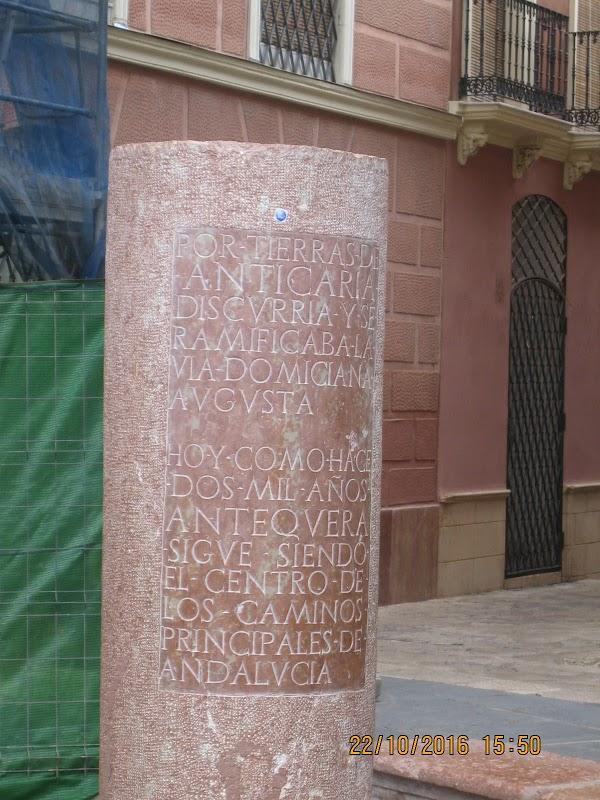 POR·TIERRAS·D
·ANTICARIA
DISCVRRIA·Y·SE
RAMIFICABA·LA
VIA·DOMICIANA
AVGVSTA
HOY·COMO·HACE
·DOS·MIL·AÑOS·
ANTEQVERA
·SIGVE SIENDO
EL·CENTRO·DE
LOS·CAMINOS·
PRINCIPALES·DE·
ANDALVCIA
22/10/2016 15:50